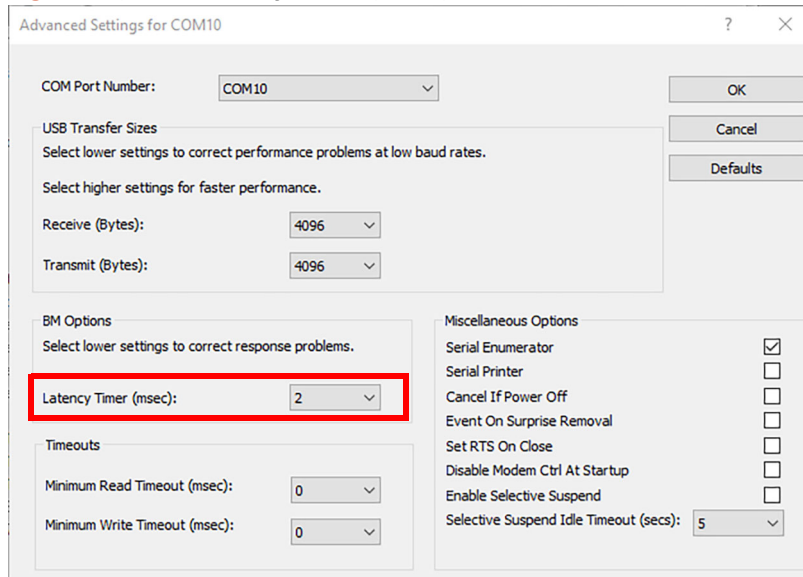 Advanced Settings for COM10
? ×
COM Port Number: COM10
OK
USB Transfer Sizes
Cancel
Select lower settings to correct performance problems at low baud rates.
Defaults
Select higher settings for faster performance.
Receive (Bytes): 4096
Transmit (Bytes): 4096
BM Options
Select lower settings to correct response problems.
Latency Timer (msec): 2
Timeouts
Minimum Read Timeout (msec): 0
Minimum Write Timeout (msec): 0
Miscellaneous Options
Serial Enumerator
Serial Printer
Cancel If Power Off
Event On Surprise Removal
Set RTS On Close
Disable Modem Ctrl At Startup
Enable Selective Suspend
Selective Suspend Idle Timeout (secs): 5